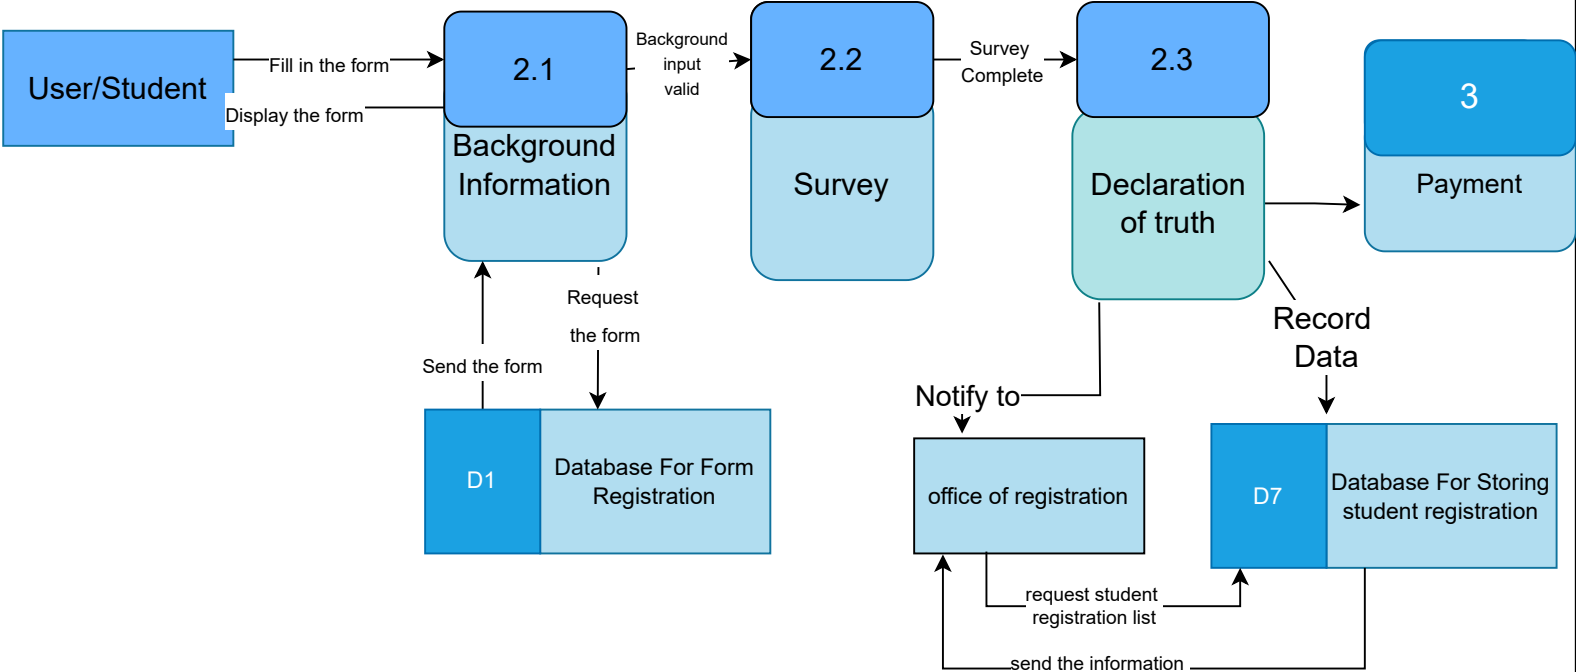 User/Student
Fill in the form
Display the form
2.1
Background
Information
Background
input
valid
2.2
Survey
Survey
Complete
2.3
Declaration
of truth
3
Payment
Request
the form
Send the form
D1
Database For Form
Registration
Notify to
office of registration
Record
Data
D7
Database For Storing
student registration
request student
registration list
send the information